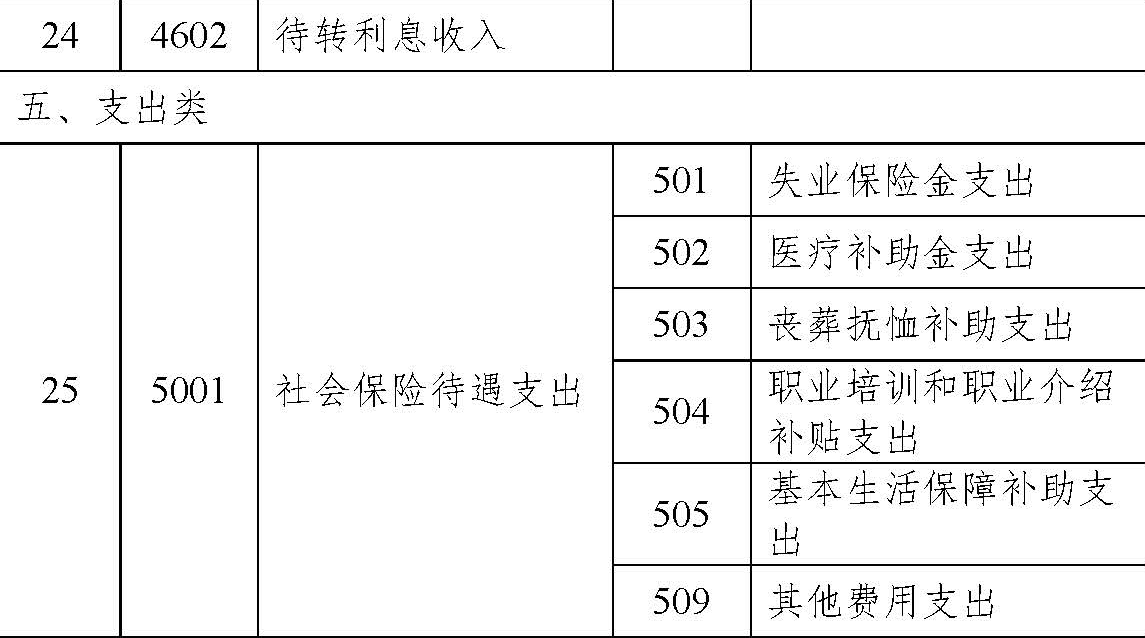 24 4602 待转利息收入
五、支出类
25 5001 社会保险待遇支出
501 失业保险金支出
502 医疗补助金支出
503 丧葬抚恤补助支出
504 职业培训和职业介绍
补贴支出
505 基本生活保障补助支
出
509 其他费用支出